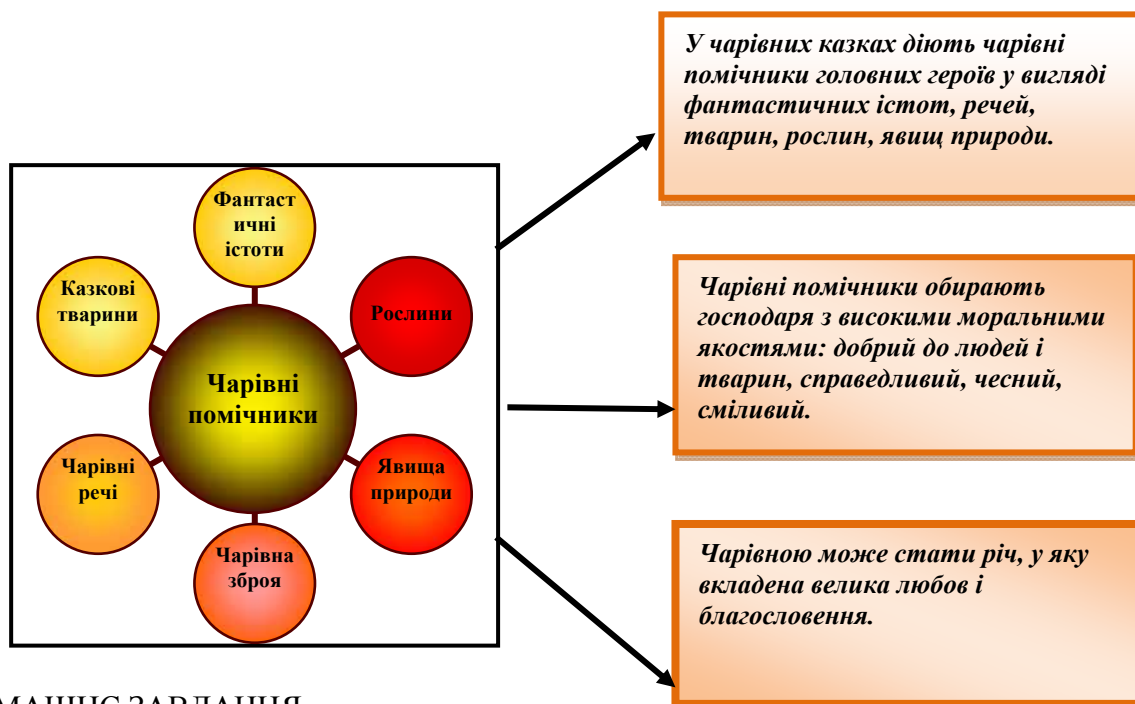 У чарівних казках діють чарівні
помічники головних героїв у вигляді
фантастичних істот, речей,
тварин, рослин, явищ природи.
Фантаст
ичні
істоти
Казкові
тварини
Рослини
Чарівні
помічники
Чарівні
речі
Явища
природи
Чарівна
зброя
Чарівні помічники обирають
господаря з високими моральними
якостями: добрий до людей і
тварин, справедливий, чесний,
сміливий.
Чарівною може стати річ, у яку
вкладена велика любов і
благословення.
МАШНЄ ЗАВДАННЯ